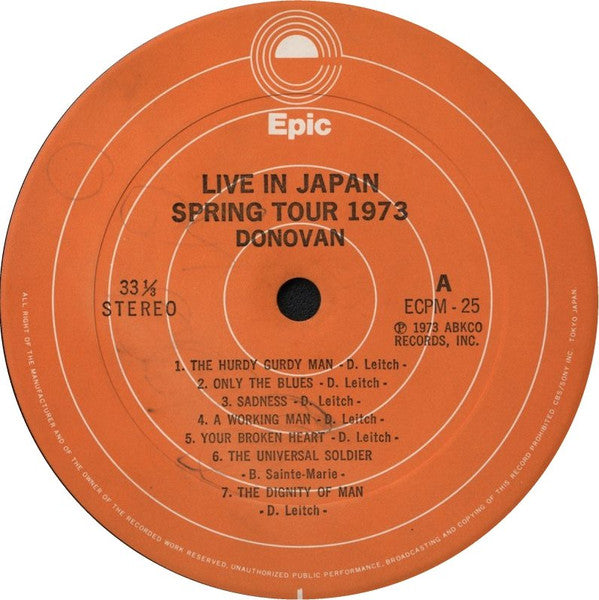 Epic
LIVE IN JAPAN
SPRING TOUR 1973
DONOVAN
33 ⅓
STEREO
A
ECPM - 25
Ⓟ 1973 ABKCO
RECORDS, INC.
1. THE HURDY GURDY MAN - D. Leitch -
2. ONLY THE BLUES - D. Leitch -
3. SADNESS - D. Leitch -
4. A WORKING MAN - D. Leitch -
5. YOUR BROKEN HEART - D. Leitch -
6. THE UNIVERSAL SOLDIER
- B. Sainte-Marie -
7. THE DIGNITY OF MAN
- D. Leitch -
ALL RIGHT OF THE MANUFACTURER AND OF THE OWNER OF THE RECORDED WORK RESERVED, UNAUTHORIZED PUBLIC PERFORMANCE, BROADCASTING AND COPYING OF THIS RECORD PROHIBITED CBS/SONY INC. TOKYO JAPAN.